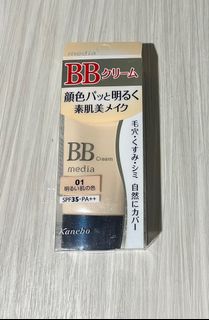 media
BBクリーム
顔色パッと明るく
素肌美メイク
毛穴・くすみ・シミ 自然にカバー
BB
Cream
media
01
明るい肌の色
SPF35・PA++
Kanebo